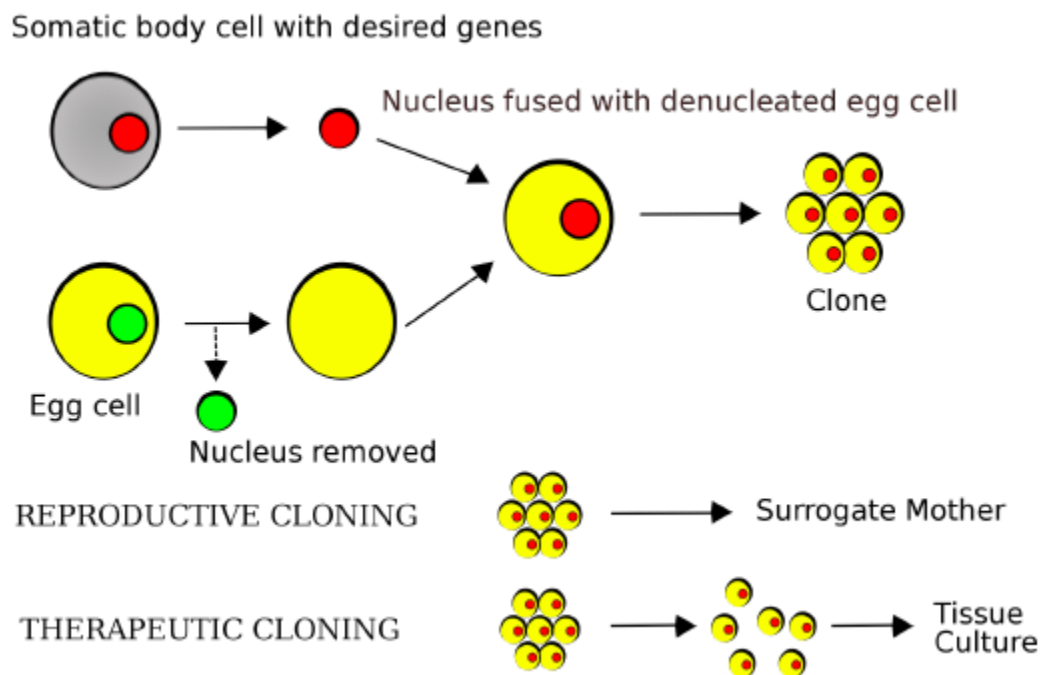 Somatic body cell with desired genes
Nucleus fused with denucleated egg cell
Clone
Egg cell
Nucleus removed
REPRODUCTIVE CLONING
Surrogate Mother
THERAPEUTIC CLONING
Tissue
Culture